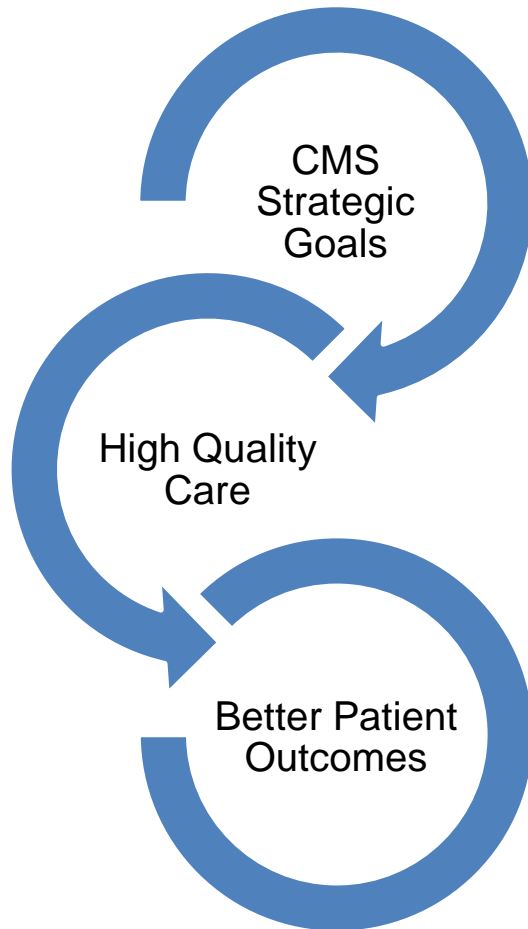 CMS
Strategic
Goals
High Quality
Care
Better Patient
Outcomes